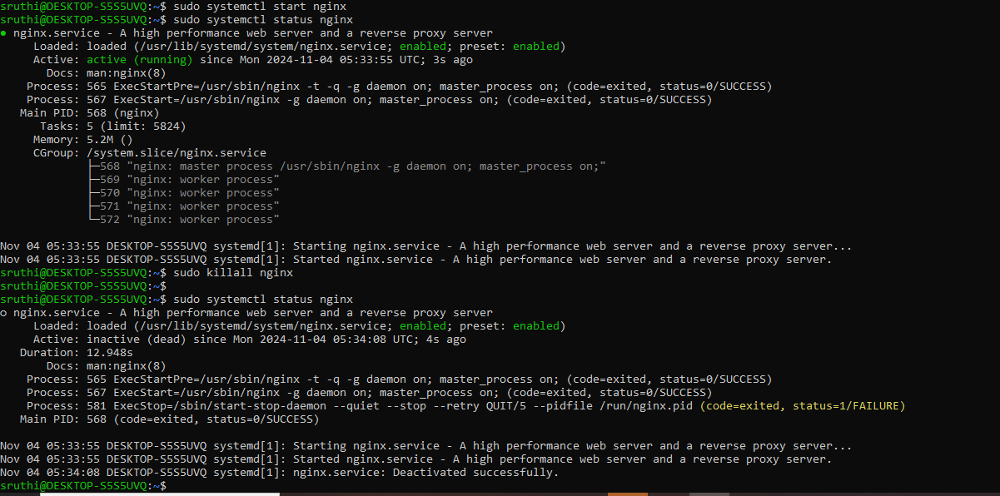 sruthi@DESKTOP-S5S5UVQ:~$ sudo systemctl start nginx
sruthi@DESKTOP-S5S5UVQ:~$ sudo systemctl status nginx
● nginx.service - A high performance web server and a reverse proxy server
     Loaded: loaded (/usr/lib/systemd/system/nginx.service; enabled; preset: enabled)
     Active: active (running) since Mon 2024-11-04 05:33:55 UTC; 3s ago
       Docs: man:nginx(8)
    Process: 565 ExecStartPre=/usr/sbin/nginx -t -q -g daemon on; master_process on; (code=exited, status=0/SUCCESS)
    Process: 567 ExecStart=/usr/sbin/nginx -g daemon on; master_process on; (code=exited, status=0/SUCCESS)
   Main PID: 568 (nginx)
      Tasks: 5 (limit: 5824)
     Memory: 5.2M ()
     CGroup: /system.slice/nginx.service
             ├─568 "nginx: master process /usr/sbin/nginx -g daemon on; master_process on;"
             ├─569 "nginx: worker process"
             ├─570 "nginx: worker process"
             ├─571 "nginx: worker process"
             └─572 "nginx: worker process"
Nov 04 05:33:55 DESKTOP-S5S5UVQ systemd[1]: Starting nginx.service - A high performance web server and a reverse proxy server...
Nov 04 05:33:55 DESKTOP-S5S5UVQ systemd[1]: Started nginx.service - A high performance web server and a reverse proxy server.
sruthi@DESKTOP-S5S5UVQ:~$ sudo killall nginx
sruthi@DESKTOP-S5S5UVQ:~$
sruthi@DESKTOP-S5S5UVQ:~$ sudo systemctl status nginx
○ nginx.service - A high performance web server and a reverse proxy server
     Loaded: loaded (/usr/lib/systemd/system/nginx.service; enabled; preset: enabled)
     Active: inactive (dead) since Mon 2024-11-04 05:34:08 UTC; 4s ago
   Duration: 12.948s
       Docs: man:nginx(8)
    Process: 565 ExecStartPre=/usr/sbin/nginx -t -q -g daemon on; master_process on; (code=exited, status=0/SUCCESS)
    Process: 567 ExecStart=/usr/sbin/nginx -g daemon on; master_process on; (code=exited, status=0/SUCCESS)
    Process: 581 ExecStop=/sbin/start-stop-daemon --quiet --stop --retry QUIT/5 --pidfile /run/nginx.pid (code=exited, status=1/FAILURE)
   Main PID: 568 (code=exited, status=0/SUCCESS)
Nov 04 05:33:55 DESKTOP-S5S5UVQ systemd[1]: Starting nginx.service - A high performance web server and a reverse proxy server...
Nov 04 05:33:55 DESKTOP-S5S5UVQ systemd[1]: Started nginx.service - A high performance web server and a reverse proxy server.
Nov 04 05:34:08 DESKTOP-S5S5UVQ systemd[1]: nginx.service: Deactivated successfully.
sruthi@DESKTOP-S5S5UVQ:~$